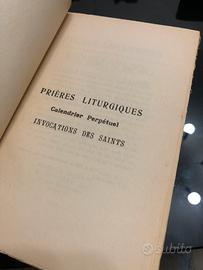 PRIÈRES LITURGIQUES
Calendrier Perpétuel
INVOCATIONS DES SAINTS
subito